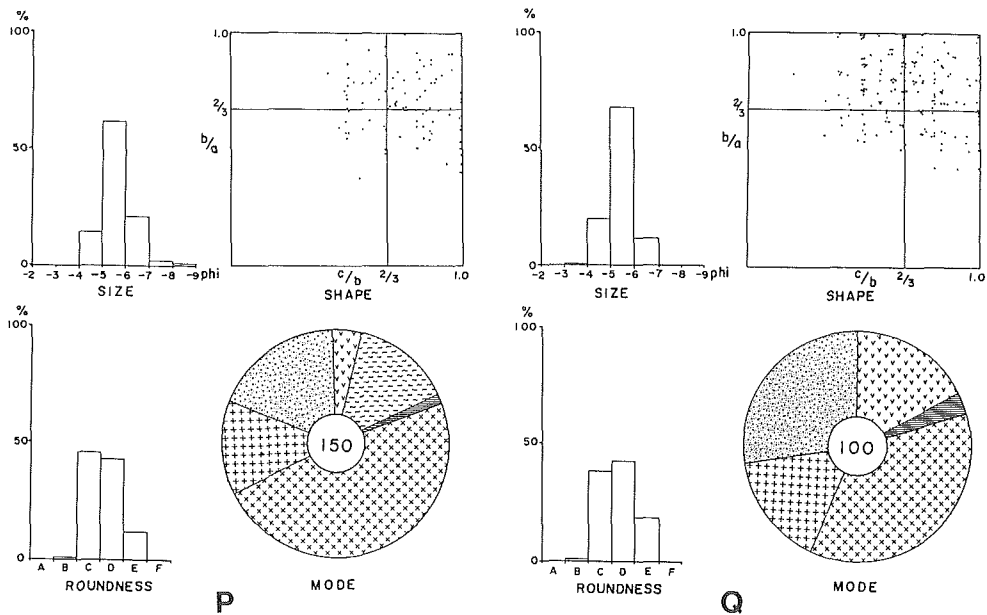 %
100
50
0
-2 -3 -4 -5 -6 -7 -8 -9 phi
SIZE
1.0
2/3
b/a
c/b 2/3 1.0
SHAPE
%
100
50
0
-2 -3 -4 -5 -6 -7 -8 -9 phi
SIZE
1.0
2/3
b/a
c/b 2/3 1.0
SHAPE
%
100
50
0
A B C D E F
ROUNDNESS
150
MODE
P
%
100
50
0
A B C D E F
ROUNDNESS
100
MODE
Q